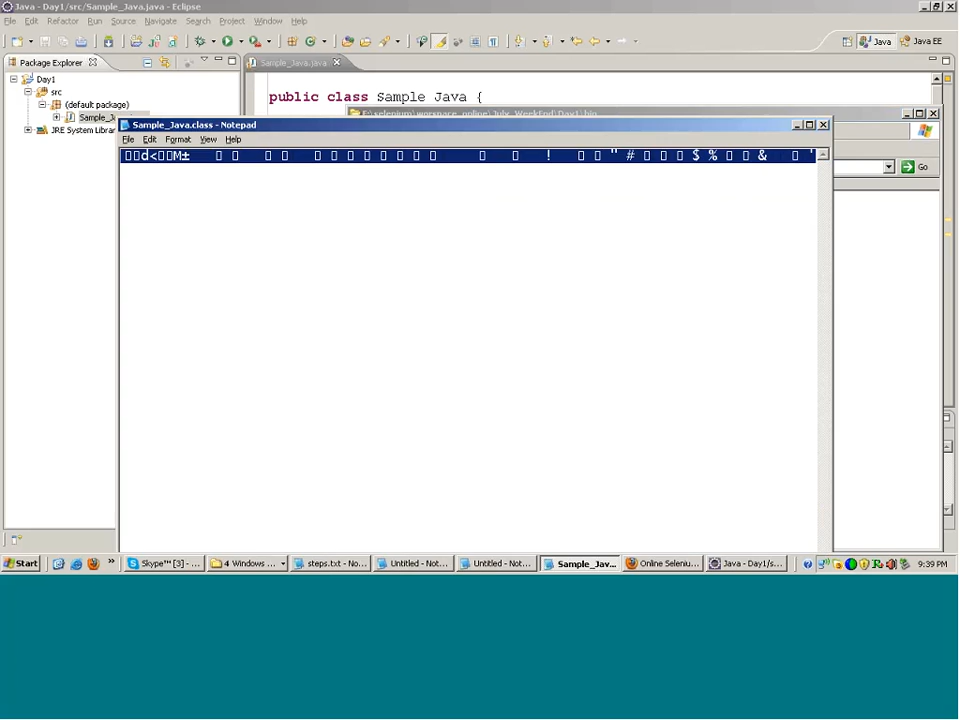 Java - Day1/src/Sample_Java.java - Eclipse
File Edit Refactor Run Source Navigate Search Project Window Help
Java Java EE
Package Explorer
Sample_Java.java
Day1
src
(default package)
JRE System Librar
public class Sample_Java {
Sample_Java.class - Notepad
File Edit Format View Help
Go
Start
Skype™ [3] - ...
4 Windows ...
steps.txt - No...
Untitled - Not...
Untitled - Not...
Sample_Jav...
Online Seleniu...
Java - Day1/s...
9:39 PM